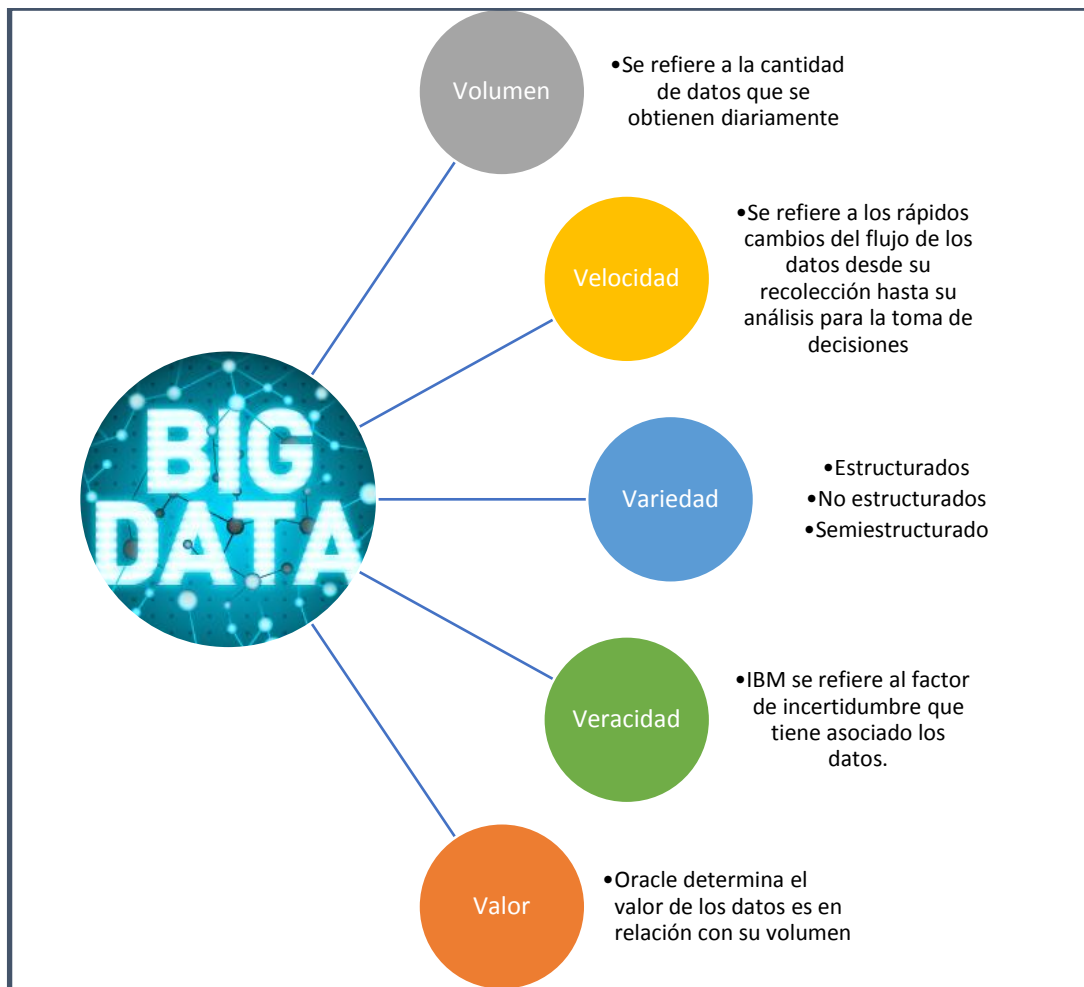 BIG
DATA
Volumen
•Se refiere a la cantidad
de datos que se
obtienen diariamente
Velocidad
•Se refiere a los rápidos
cambios del flujo de los
datos desde su
recolección hasta su
análisis para la toma de
decisiones
Variedad
•Estructurados
•No estructurados
•Semiestructurado
Veracidad
•IBM se refiere al factor
de incertidumbre que
tiene asociado los
datos.
Valor
•Oracle determina el
valor de los datos es en
relación con su volumen